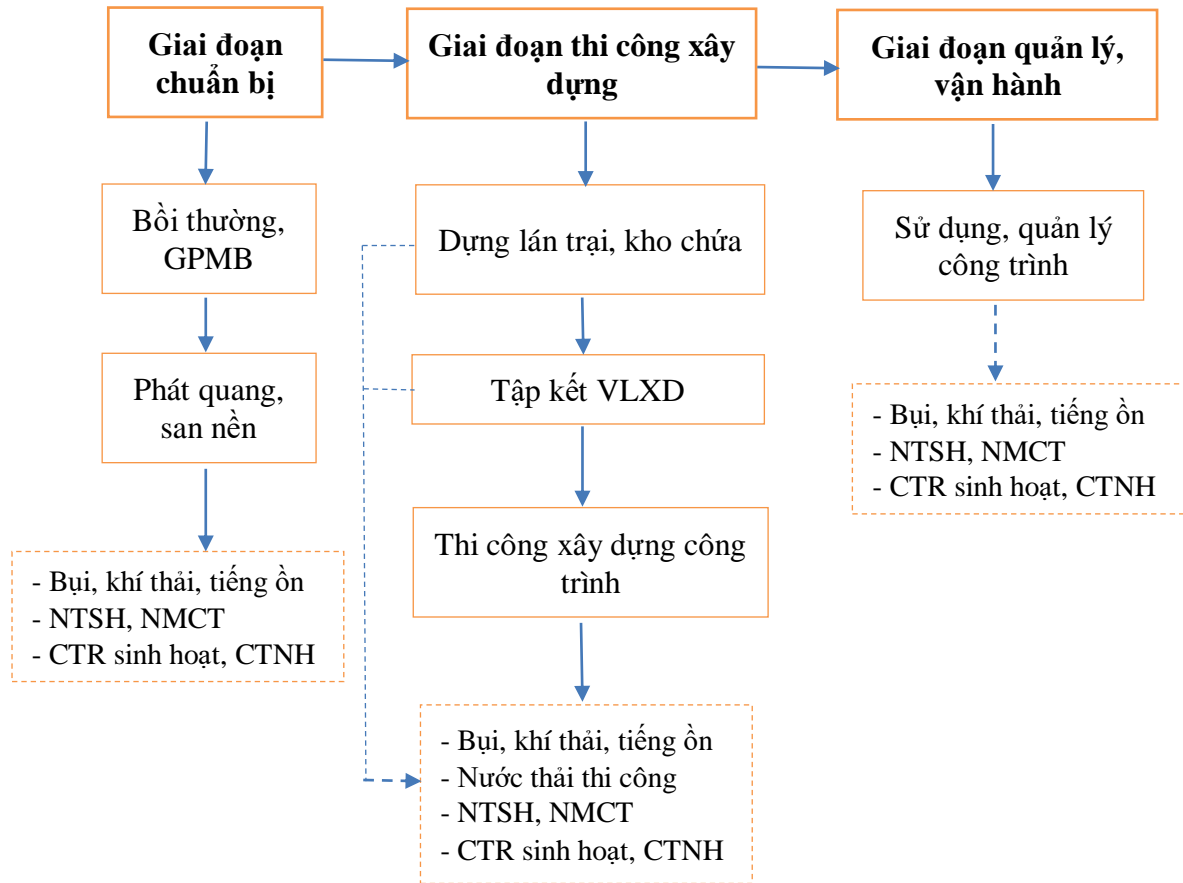 Giai đoạn
chuẩn bị
Giai đoạn thi công xây
dựng
Giai đoạn quản lý,
vận hành
Bồi thường,
GPMB
Phát quang,
san nền
- Bụi, khí thải, tiếng ồn
- NTSH, NMCT
- CTR sinh hoạt, CTNH
Dựng lán trại, kho chứa
Tập kết VLXD
Thi công xây dựng công
trình
- Bụi, khí thải, tiếng ồn
- Nước thải thi công
- NTSH, NMCT
- CTR sinh hoạt, CTNH
Sử dụng, quản lý
công trình
- Bụi, khí thải, tiếng ồn
- NTSH, NMCT
- CTR sinh hoạt, CTNH